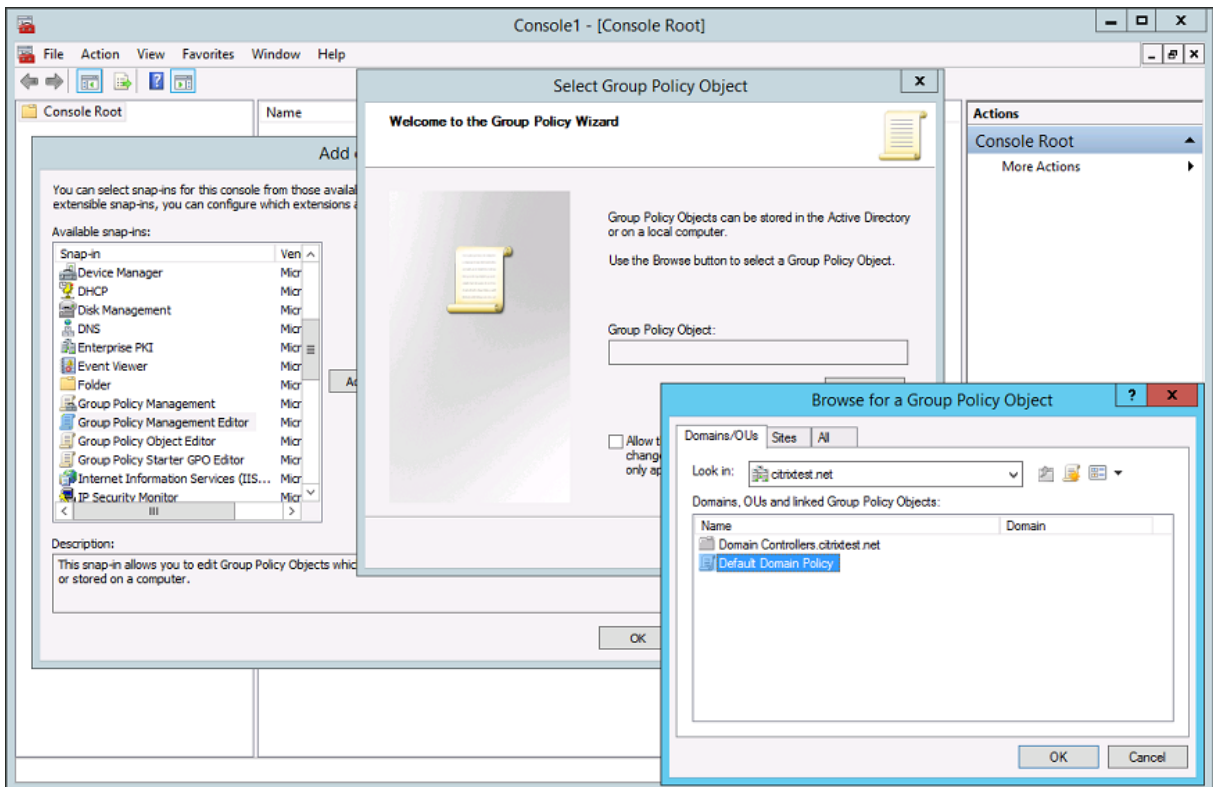 Console1 - [Console Root]
File Action View Favorites Window Help
Console Root
Name
Actions
Console Root
More Actions
Add
You can select snap-ins for this console from those availa
extensible snap-ins, you can configure which extensions a
Available snap-ins:
Snap-in Ven
Device Manager Micr
DHCP Micr
Disk Management Micr
DNS Micr
Enterprise PKI Micr
Event Viewer Micr
Folder Micr
Group Policy Management Micr
Group Policy Management Editor Micr
Group Policy Object Editor Micr
Group Policy Starter GPO Editor Micr
Internet Information Services (IIS... Micr
IP Security Monitor Micr
Description:
This snap-in allows you to edit Group Policy Objects whic
or stored on a computer.
OK
Select Group Policy Object
Welcome to the Group Policy Wizard
Group Policy Objects can be stored in the Active Directory
or on a local computer.
Use the Browse button to select a Group Policy Object.
Group Policy Object:
Allow t
chang
only ap
Browse for a Group Policy Object
Domains/OUs Sites All
Look in: citrixtest.net
Domains, OUs and linked Group Policy Objects:
Name Domain
Domain Controllers.citrixtest.net
Default Domain Policy
OK Cancel